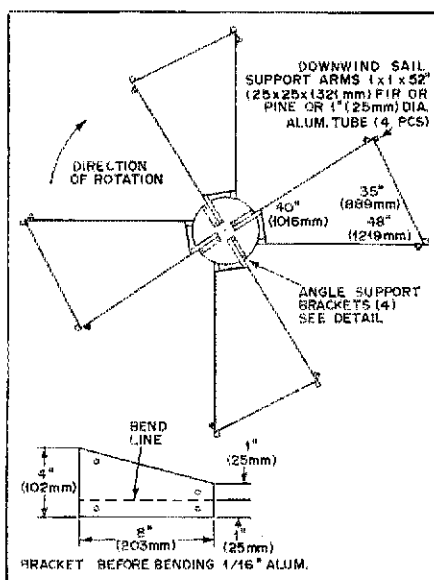 DOWNWIND SAIL
SUPPORT ARMS 1x1x52"
(25x25x1321mm) FIR OR
PINE OR 1" (25mm) DIA.
ALUM. TUBE (4 PCS)
DIRECTION
OF ROTATION
40"
(1016mm)
35"
(889mm)
48"
(1219mm)
ANGLE SUPPORT
BRACKETS (4)
SEE DETAIL
BEND
LINE
4"
(102mm)
1"
(25mm)
8"
(203mm)
1"
(25mm)
BRACKET BEFORE BENDING 1/16" ALUM.